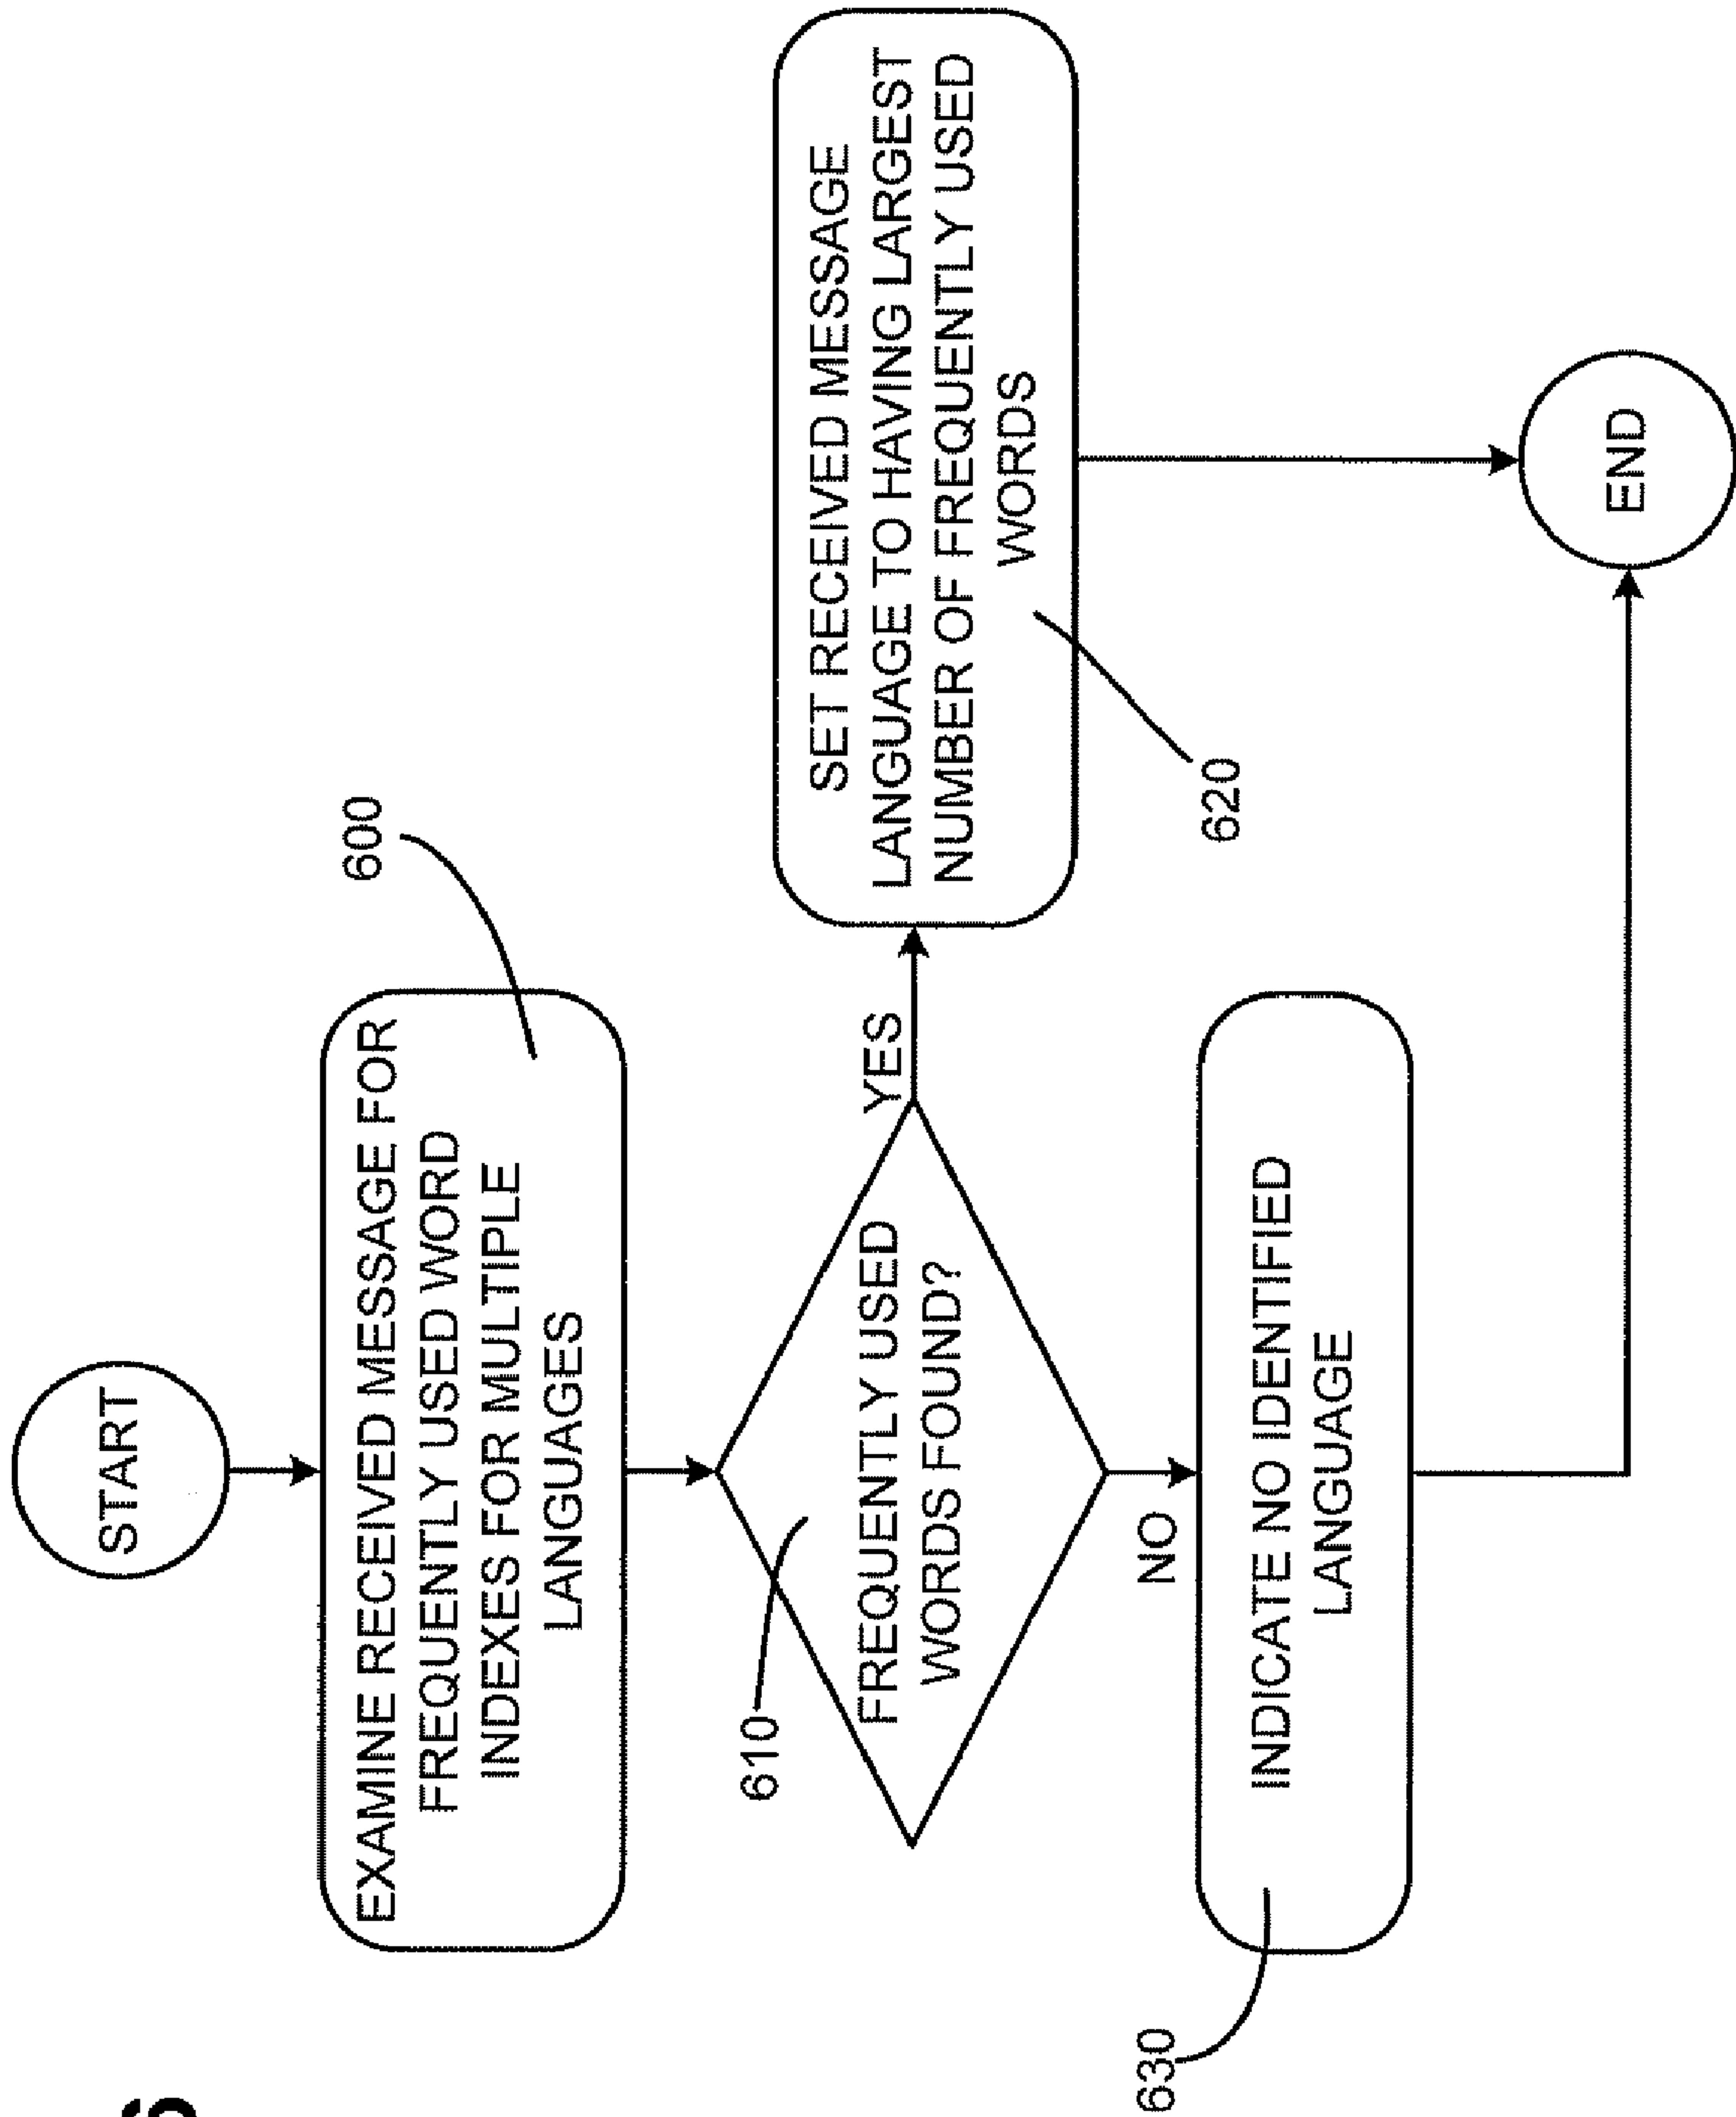 START
600
EXAMINE RECEIVED MESSAGE FOR
FREQUENTLY USED WORD
INDEXES FOR MULTIPLE
LANGUAGES
610
FREQUENTLY USED
WORDS FOUND?
YES
SET RECEIVED MESSAGE
LANGUAGE TO HAVING LARGEST
NUMBER OF FREQUENTLY USED
WORDS
620
NO
INDICATE NO IDENTIFIED
LANGUAGE
630
END